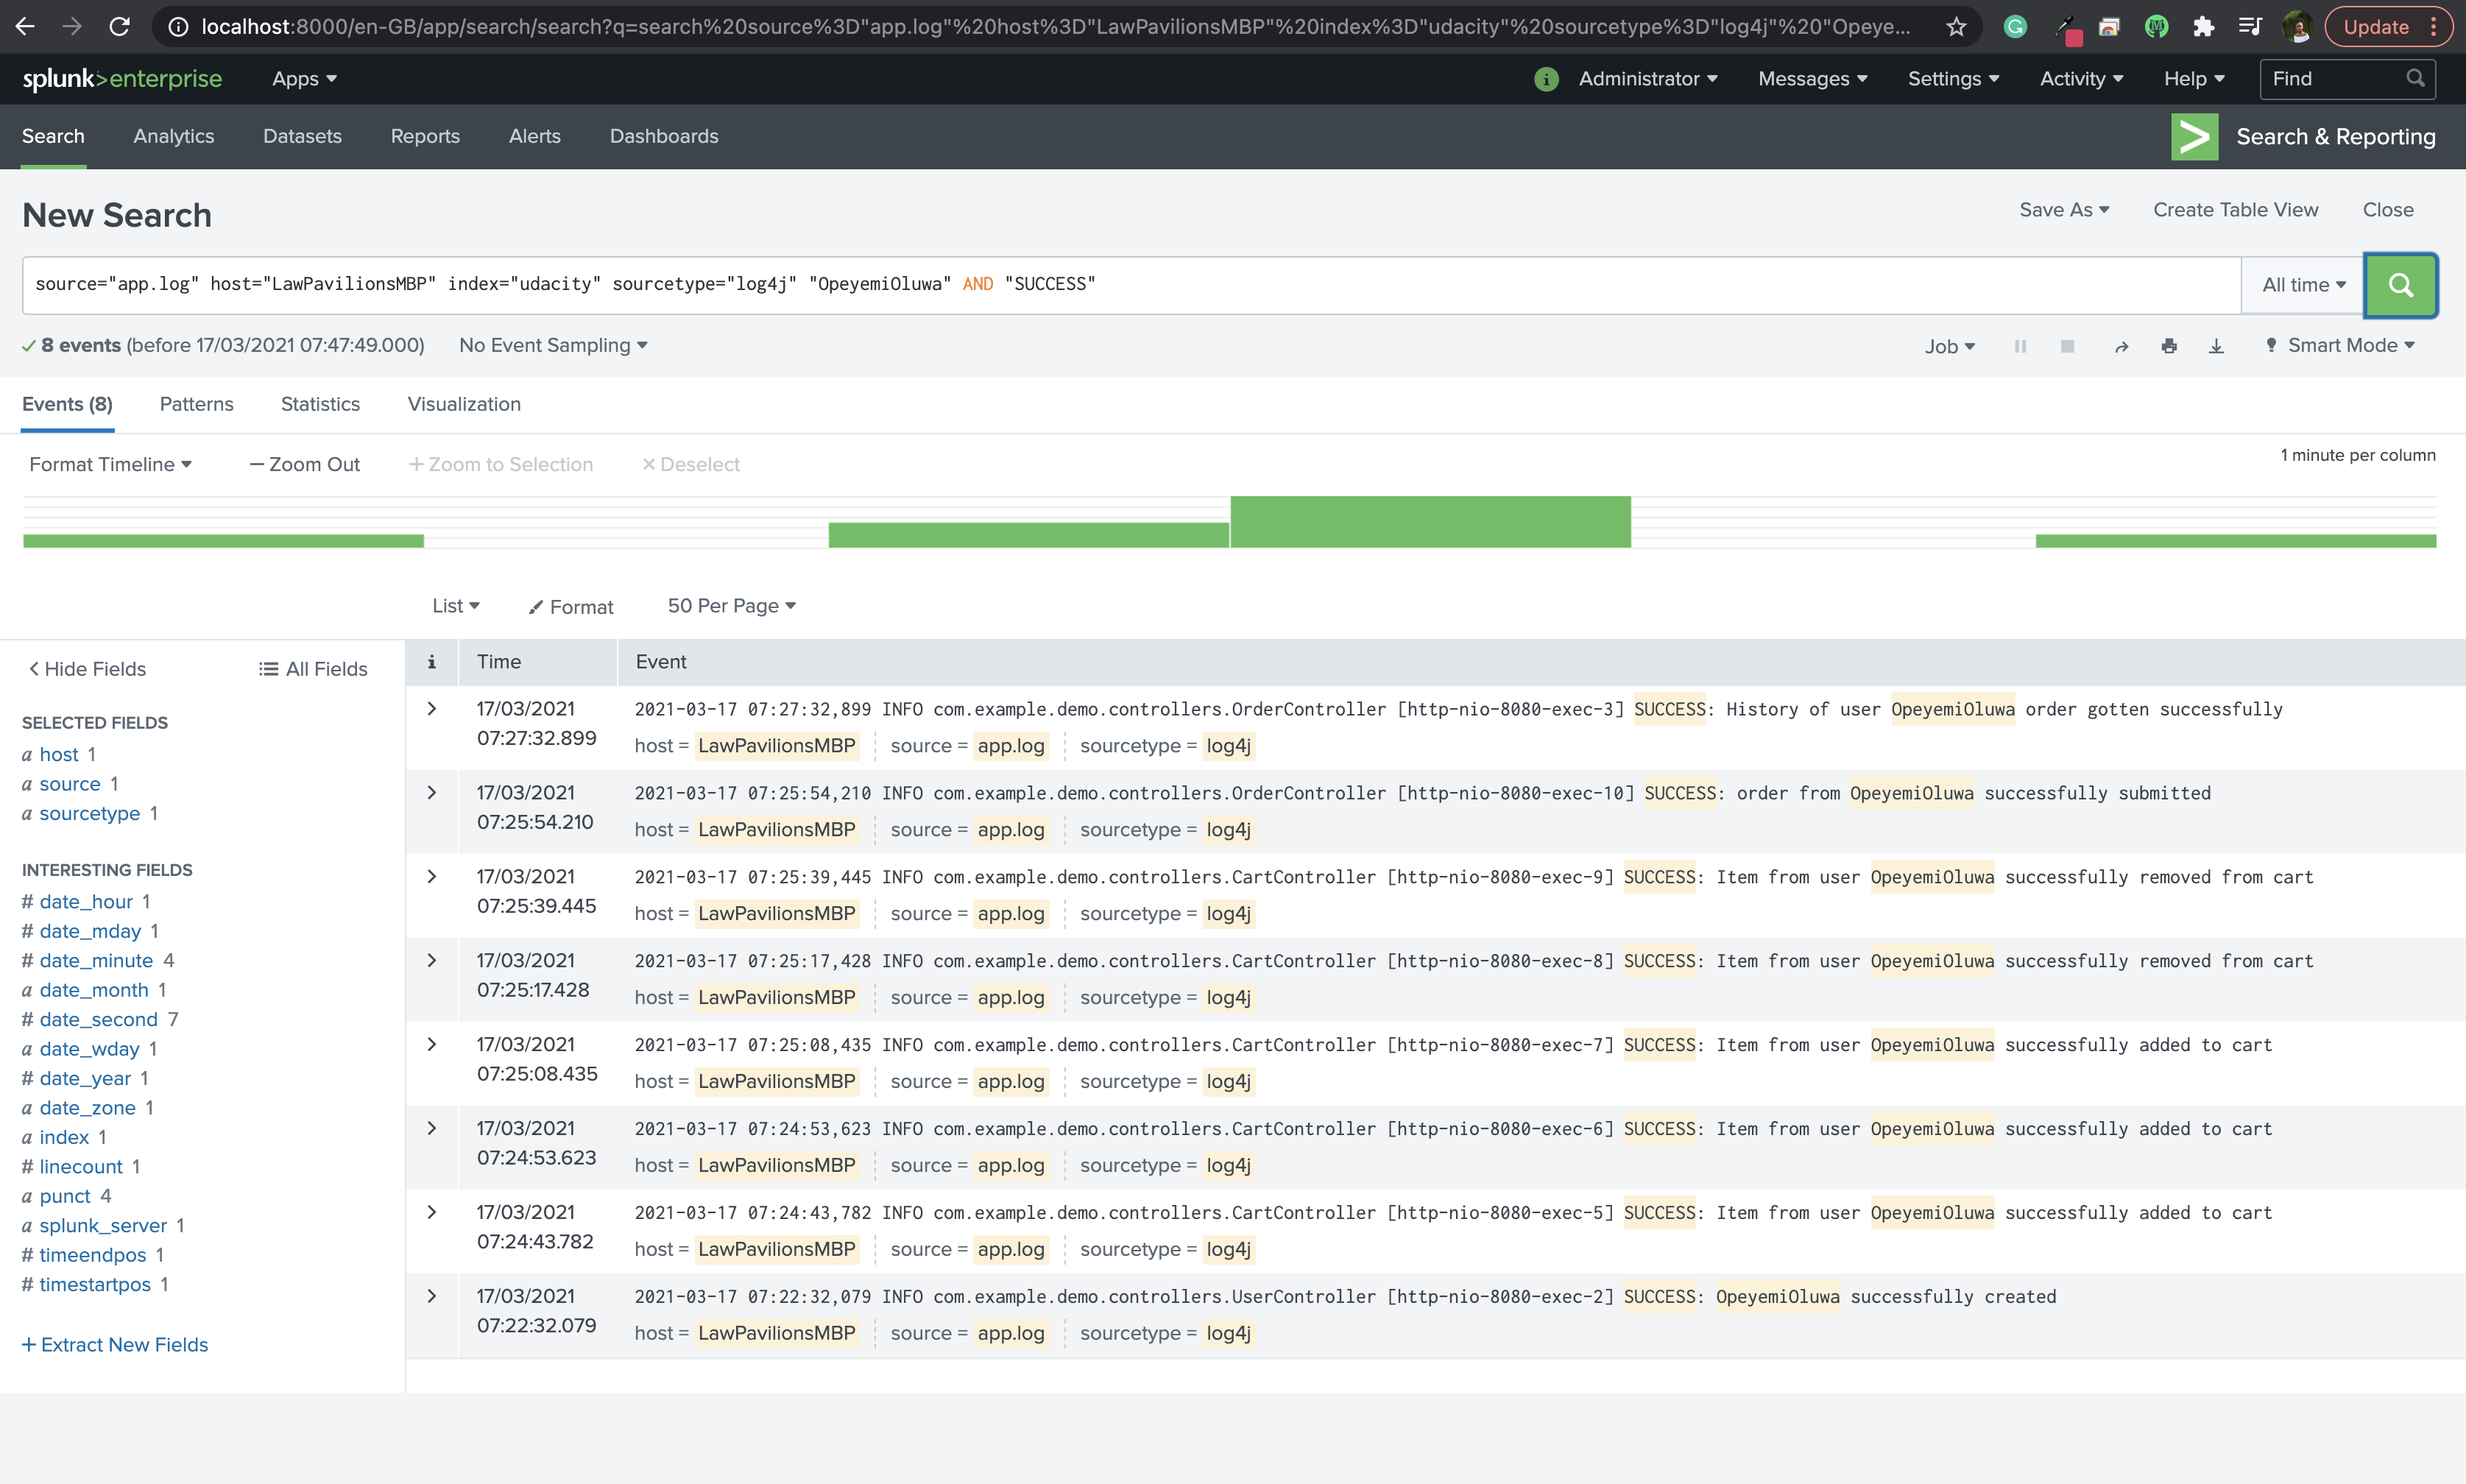 localhost:8000/en-GB/app/search/search?q=search%20source%3D"app.log"%20host%3D"LawPavilionsMBP"%20index%3D"udacity"%20sourcetype%3D"log4j"%20"Opeye... Update
splunk>enterprise Apps i Administrator Messages Settings Activity Help Find
Search Analytics Datasets Reports Alerts Dashboards > Search & Reporting
New Search Save As Create Table View Close
source="app.log" host="LawPavilionsMBP" index="udacity" sourcetype="log4j" "OpeyemiOluwa" AND "SUCCESS" All time
8 events (before 17/03/2021 07:47:49.000) No Event Sampling Job Smart Mode
Events (8) Patterns Statistics Visualization
Format Timeline — Zoom Out + Zoom to Selection × Deselect 1 minute per column
List Format 50 Per Page
Hide Fields All Fields
SELECTED FIELDS
a host 1
a source 1
a sourcetype 1
INTERESTING FIELDS
# date_hour 1
# date_mday 1
# date_minute 4
a date_month 1
# date_second 7
a date_wday 1
# date_year 1
a date_zone 1
a index 1
# linecount 1
a punct 4
a splunk_server 1
# timeendpos 1
# timestartpos 1
+ Extract New Fields
i Time Event
17/03/2021 2021-03-17 07:27:32,899 INFO com.example.demo.controllers.OrderController [http-nio-8080-exec-3] SUCCESS: History of user OpeyemiOluwa order gotten successfully
07:27:32.899 host = LawPavilionsMBP source = app.log sourcetype = log4j
17/03/2021 2021-03-17 07:25:54,210 INFO com.example.demo.controllers.OrderController [http-nio-8080-exec-10] SUCCESS: order from OpeyemiOluwa successfully submitted
07:25:54.210 host = LawPavilionsMBP source = app.log sourcetype = log4j
17/03/2021 2021-03-17 07:25:39,445 INFO com.example.demo.controllers.CartController [http-nio-8080-exec-9] SUCCESS: Item from user OpeyemiOluwa successfully removed from cart
07:25:39.445 host = LawPavilionsMBP source = app.log sourcetype = log4j
17/03/2021 2021-03-17 07:25:17,428 INFO com.example.demo.controllers.CartController [http-nio-8080-exec-8] SUCCESS: Item from user OpeyemiOluwa successfully removed from cart
07:25:17.428 host = LawPavilionsMBP source = app.log sourcetype = log4j
17/03/2021 2021-03-17 07:25:08,435 INFO com.example.demo.controllers.CartController [http-nio-8080-exec-7] SUCCESS: Item from user OpeyemiOluwa successfully added to cart
07:25:08.435 host = LawPavilionsMBP source = app.log sourcetype = log4j
17/03/2021 2021-03-17 07:24:53,623 INFO com.example.demo.controllers.CartController [http-nio-8080-exec-6] SUCCESS: Item from user OpeyemiOluwa successfully added to cart
07:24:53.623 host = LawPavilionsMBP source = app.log sourcetype = log4j
17/03/2021 2021-03-17 07:24:43,782 INFO com.example.demo.controllers.CartController [http-nio-8080-exec-5] SUCCESS: Item from user OpeyemiOluwa successfully added to cart
07:24:43.782 host = LawPavilionsMBP source = app.log sourcetype = log4j
17/03/2021 2021-03-17 07:22:32,079 INFO com.example.demo.controllers.UserController [http-nio-8080-exec-2] SUCCESS: OpeyemiOluwa successfully created
07:22:32.079 host = LawPavilionsMBP source = app.log sourcetype = log4j